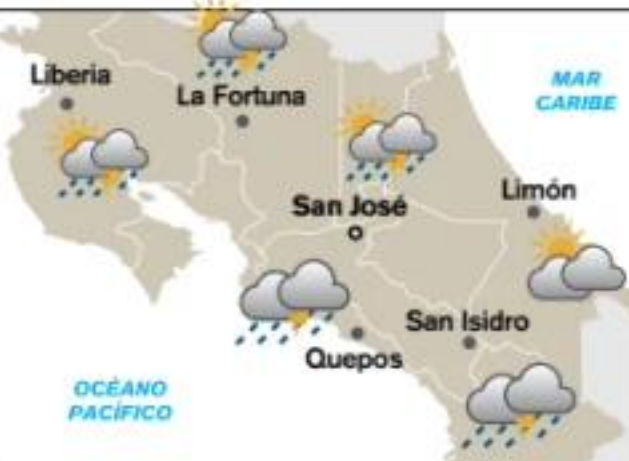 Liberia
La Fortuna
MAR
CARIBE
San José
Limón
San Isidro
Quepos
OCÉANO
PACÍFICO